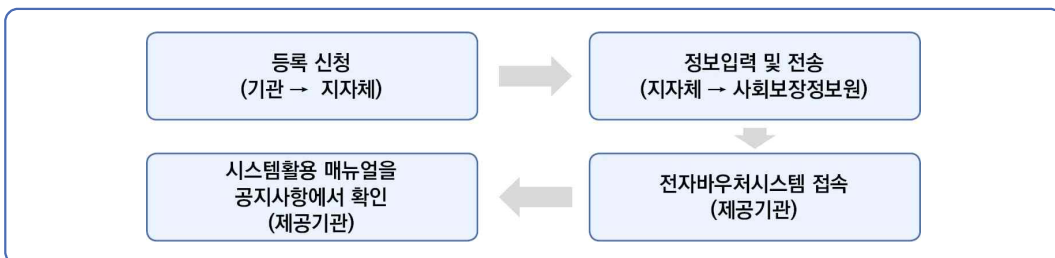 등록 신청
(기관 → 지자체)
정보입력 및 전송
(지자체 → 사회보장정보원)
전자바우처시스템 접속
(제공기관)
시스템활용 매뉴얼을
공지사항에서 확인
(제공기관)